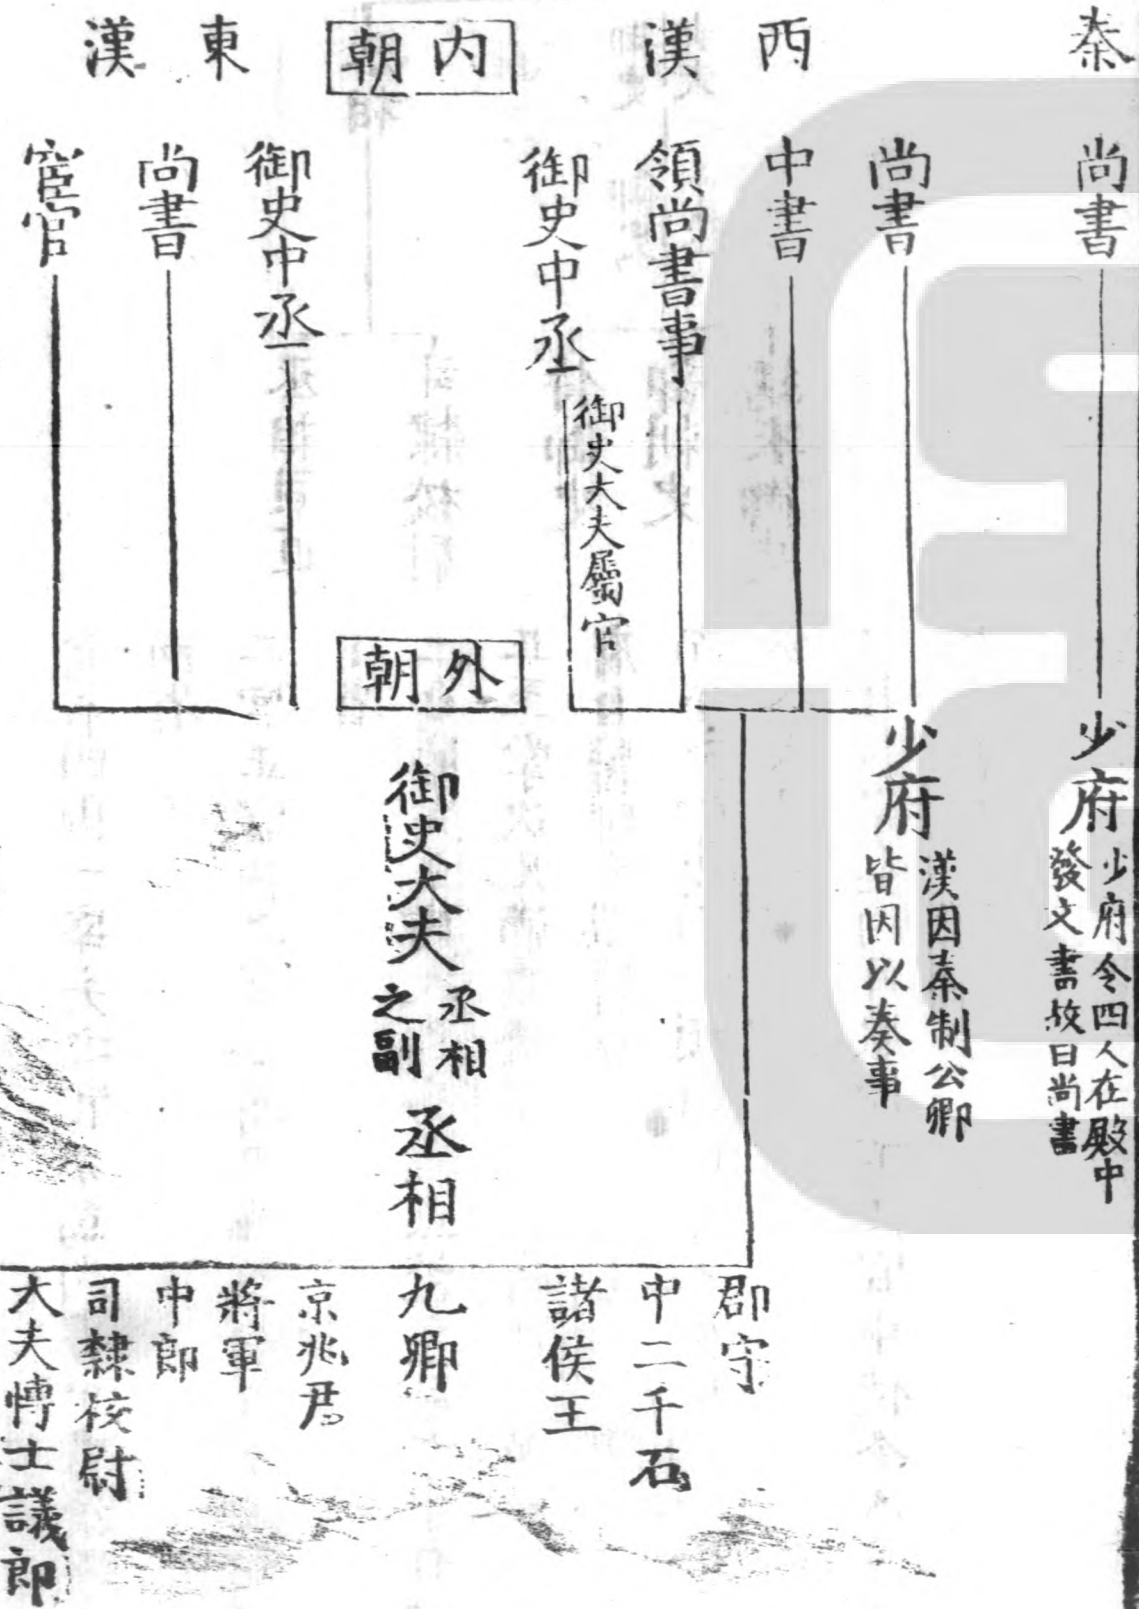 秦
尚書
少府
少府令四人在殿中
發文書故曰尚書
西漢
尚書
少府
漢因秦制公卿
皆因以奏事
中書
領尚書事
御史中丞
御史大夫屬官
內朝
東漢
御史中丞
尚書
宦官
外朝
御史大夫
丞相
之副
丞相
郡守
中二千石
諸侯王
九卿
京兆君
將軍
中郎
司隸校尉
大夫博士議郎